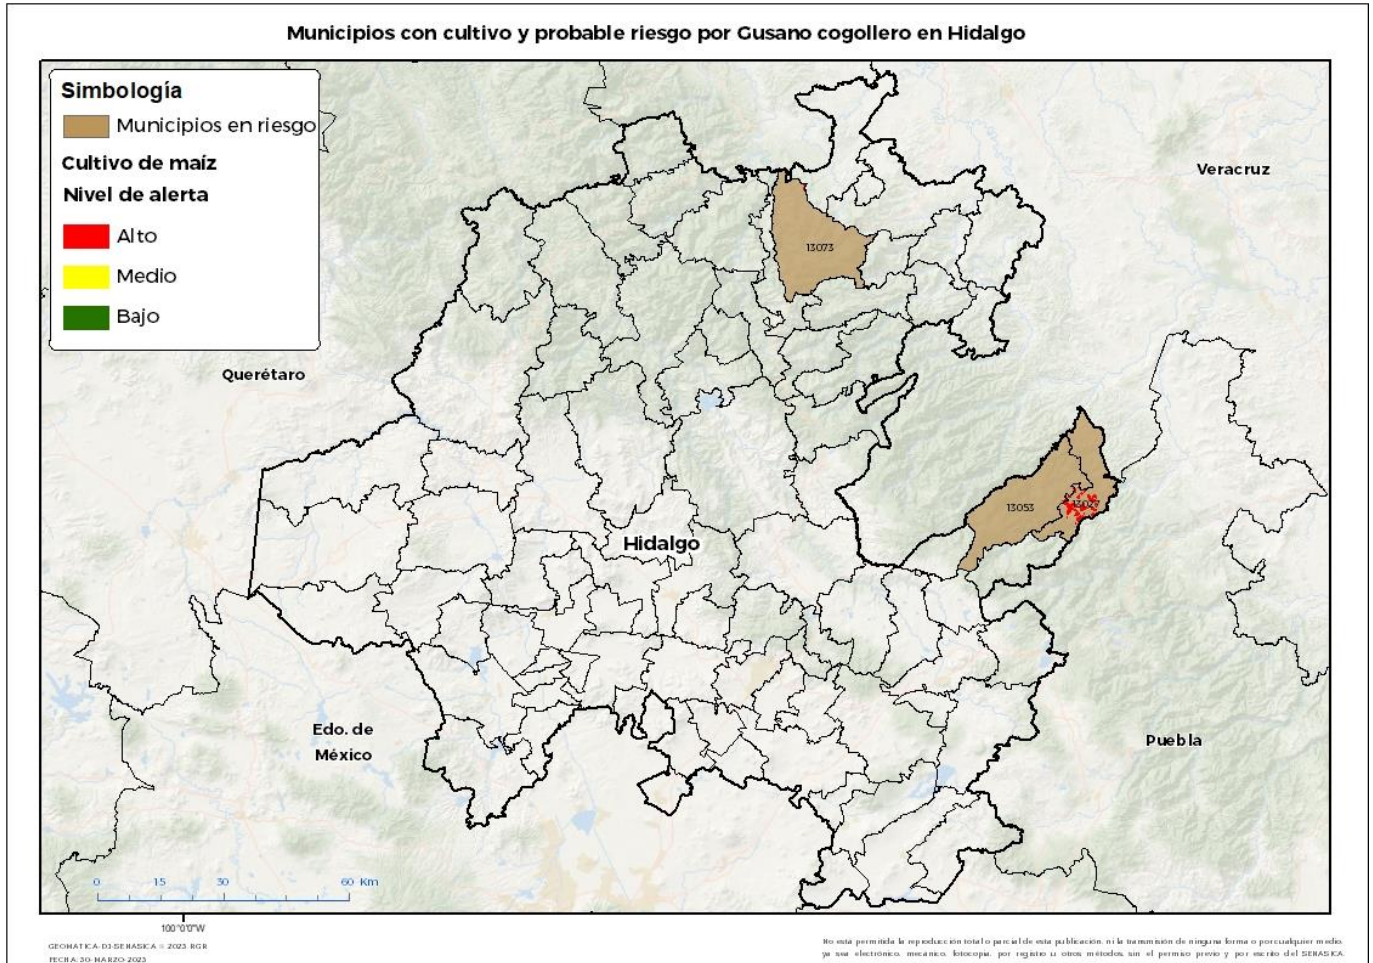 Municipios con cultivo y probable riesgo por Gusano cogollero en Hidalgo
Simbología
Municipios en riesgo
Cultivo de maíz
Nivel de alerta
Alto
Medio
Bajo
Veracruz
13073
Querétaro
13053
Hidalgo
Edo. de
México
Puebla
0 15 30 60 Km
100°0'0"W
GEOMATICA-DJ-SENASICA © 2023 RGR
FECHA: 30-MARZO-2023
No está permitida la reproducción total o parcial de esta publicación, ni la transmisión de ninguna forma o por cualquier medio,
ya sea electrónico, mecánico, fotocopia, por registro u otros métodos, sin el permiso previo y por escrito del SENASICA.